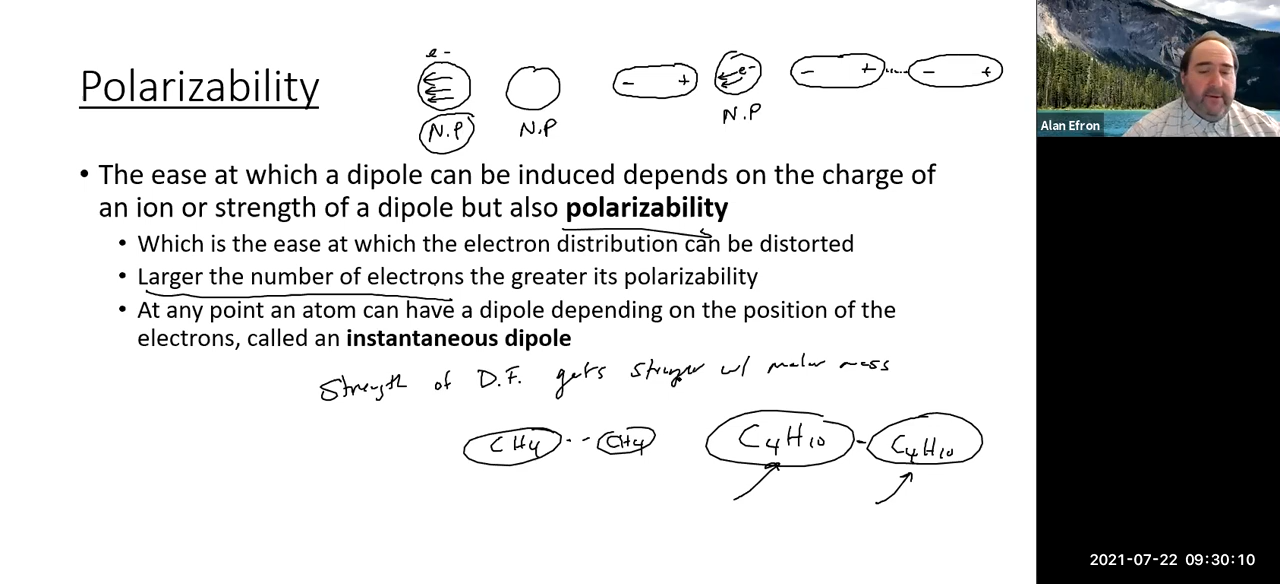 e-
Polarizability
- + e- - + - +
N.P N.P N.P
Alan Efron
• The ease at which a dipole can be induced depends on the charge of
an ion or strength of a dipole but also polarizability
• Which is the ease at which the electron distribution can be distorted
• Larger the number of electrons the greater its polarizability
• At any point an atom can have a dipole depending on the position of the
electrons, called an instantaneous dipole
Strength of D.F. gets stronger w/ molar mass
CH4 CH4 C4H10 C4H10
2021-07-22 09:30:10